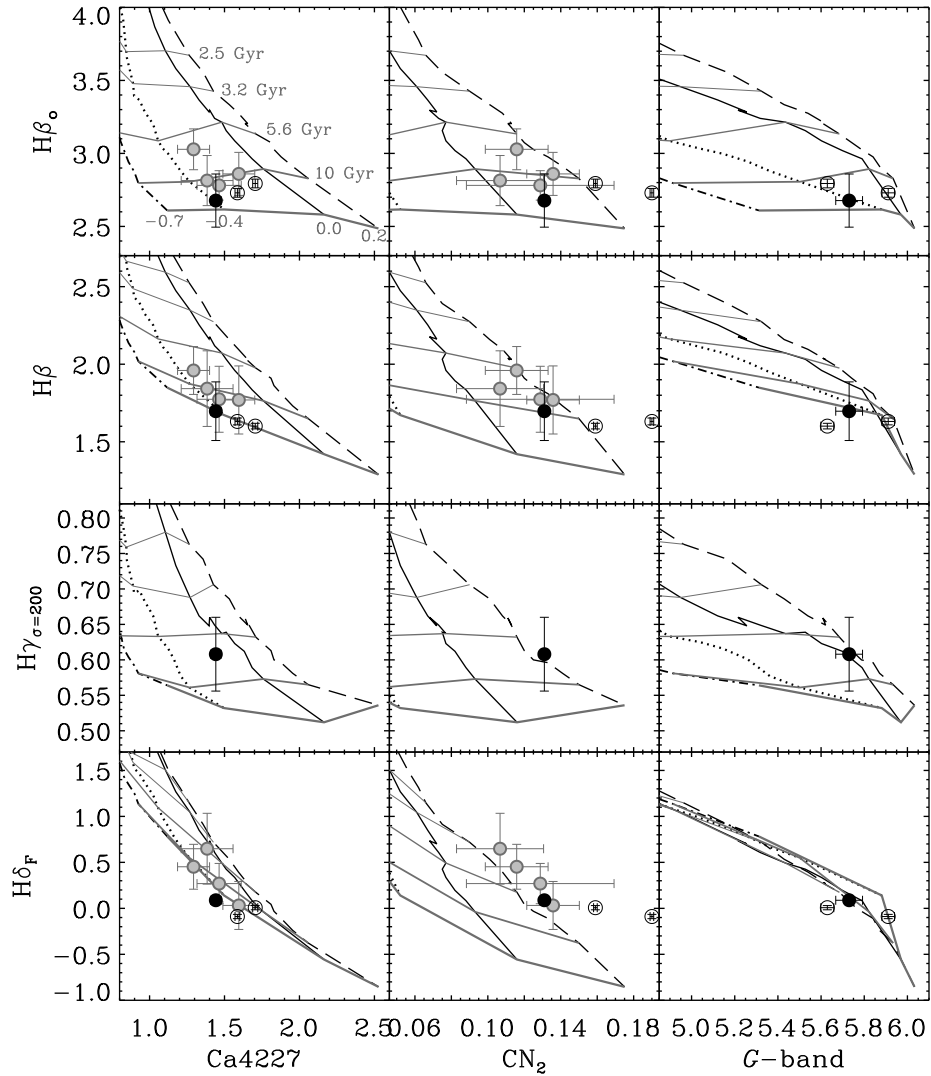 4.0
3.5
3.0
2.5
Hβₒ
2.5 Gyr
3.2 Gyr
5.6 Gyr
10 Gyr
−0.7
−0.4
0.0
0.2
2.5
2.0
1.5
Hβ
0.80
0.75
0.70
0.65
0.60
0.55
0.50
Hγσ=200
1.5
1.0
0.5
0.0
−0.5
−1.0
HδF
1.0 1.5 2.0 2.5
0.06 0.10 0.14 0.18
5.0 5.2 5.4 5.6 5.8 6.0
Ca4227
CN₂
G−band